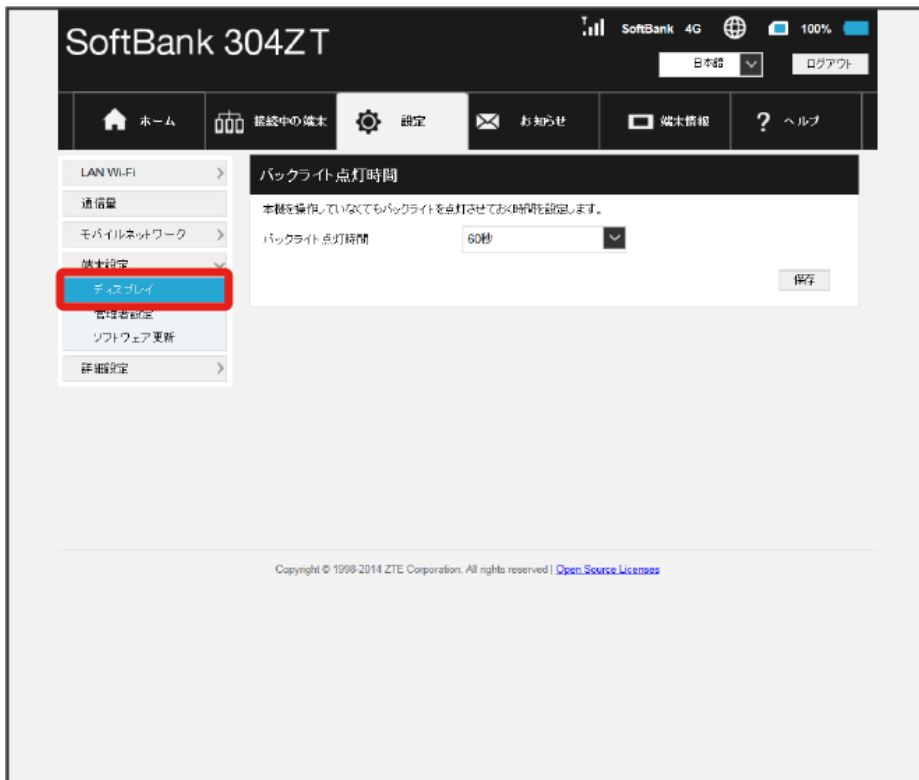 SoftBank 304ZT
SoftBank 4G 100%
日本語 ログアウト
ホーム 接続中の端末 設定 お知らせ 端末情報 ? ヘルプ
LAN Wi-Fi
通信量
モバイルネットワーク
端末設定
ディスプレイ
管理者設定
ソフトウェア更新
詳細設定
バックライト点灯時間
本機を操作していなくてもバックライトを点灯させておく時間を設定します。
バックライト点灯時間 60秒
保存
Copyright © 1998-2014 ZTE Corporation. All rights reserved | Open Source Licenses